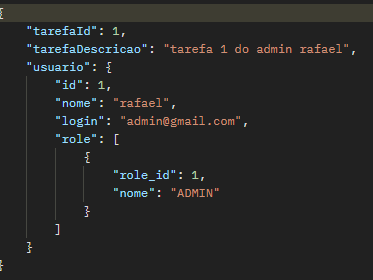 {
"tarefaId": 1,
"tarefaDescricao": "tarefa 1 do admin rafael",
"usuario": {
"id": 1,
"nome": "rafael",
"login": "admin@gmail.com",
"role": [
{
"role_id": 1,
"nome": "ADMIN"
}
]
}
}